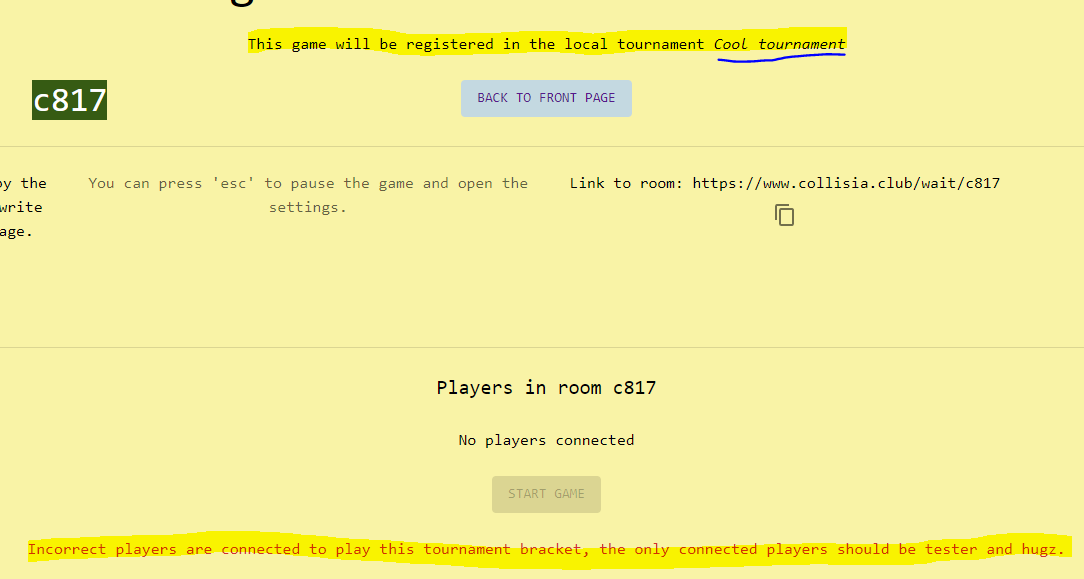 This game will be registered in the local tournament Cool tournament
c817
BACK TO FRONT PAGE
by the
write
age.
You can press 'esc' to pause the game and open the
settings.
Link to room: https://www.collisia.club/wait/c817
Players in room c817
No players connected
START GAME
Incorrect players are connected to play this tournament bracket, the only connected players should be tester and hugz.